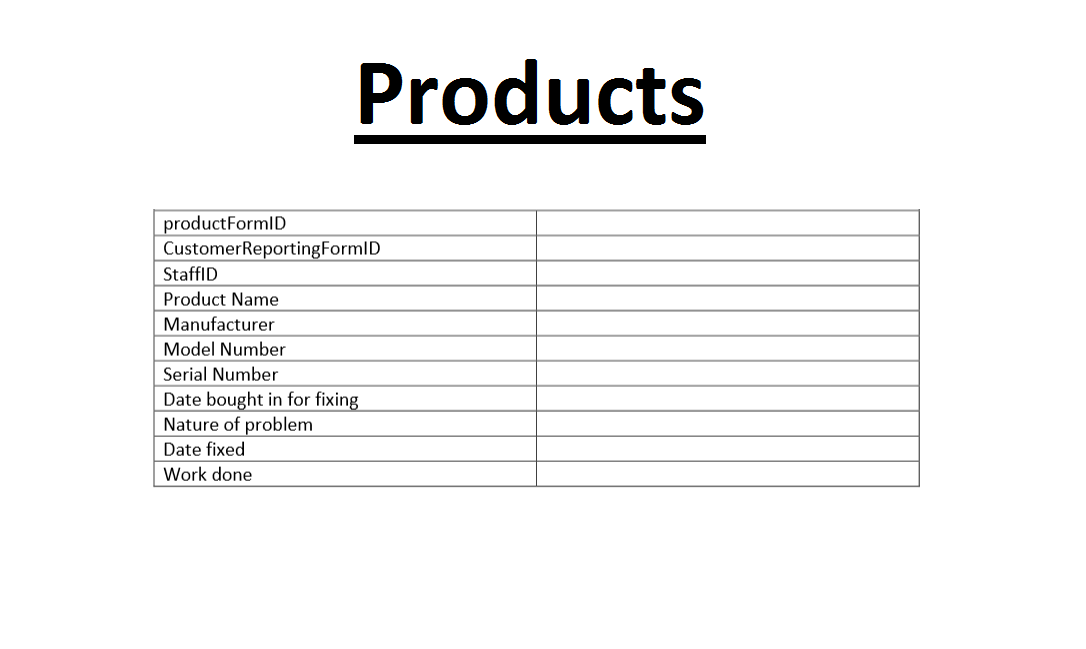 Products
productFormID
CustomerReportingFormID
StaffID
Product Name
Manufacturer
Model Number
Serial Number
Date bought in for fixing
Nature of problem
Date fixed
Work done